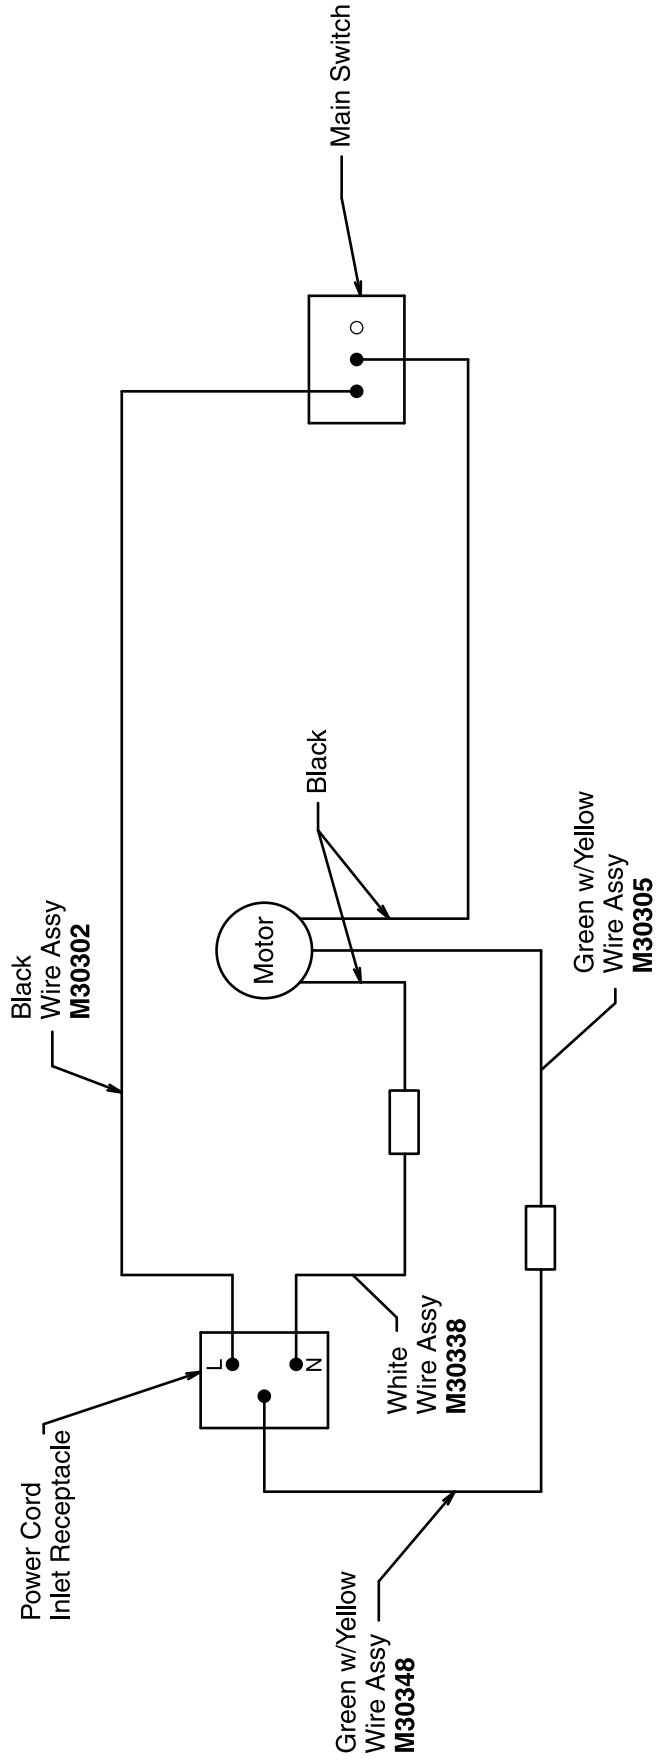 Power Cord
Inlet Receptacle
Black
Wire Assy
M30302
Main Switch
L
N
Motor
Black
Green w/Yellow
Wire Assy
M30348
White
Wire Assy
M30338
Green w/Yellow
Wire Assy
M30305